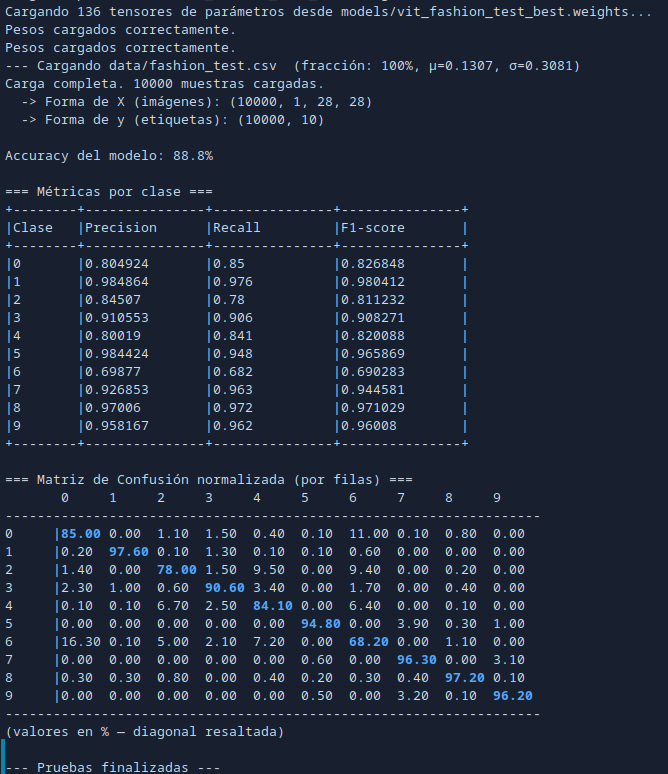 Cargando 136 tensores de parámetros desde models/vit_fashion_test_best.weights...
Pesos cargados correctamente.
Pesos cargados correctamente.
--- Cargando data/fashion_test.csv  (fracción: 100%, μ=0.1307, σ=0.3081)
Carga completa. 10000 muestras cargadas.
  -> Forma de X (imágenes): (10000, 1, 28, 28)
  -> Forma de y (etiquetas): (10000, 10)

Accuracy del modelo: 88.8%

=== Métricas por clase ===
+--------+---------------+---------------+---------------+
|Clase   |Precision      |Recall         |F1-score       |
+--------+---------------+---------------+---------------+
|0       |0.804924       |0.85           |0.826848       |
|1       |0.984864       |0.976          |0.980412       |
|2       |0.84507        |0.78           |0.811232       |
|3       |0.910553       |0.906          |0.908271       |
|4       |0.80019        |0.841          |0.820088       |
|5       |0.984424       |0.948          |0.965869       |
|6       |0.69877        |0.682          |0.690283       |
|7       |0.926853       |0.963          |0.944581       |
|8       |0.97006        |0.972          |0.971029       |
|9       |0.958167       |0.962          |0.96008        |
+--------+---------------+---------------+---------------+

=== Matriz de Confusión normalizada (por filas) ===
       0     1     2     3     4     5     6     7     8     9
-------------------------------------------------------------------
0     |85.00 0.00  1.10  1.50  0.40  0.10  11.00 0.10  0.80  0.00
1     |0.20  97.60 0.10  1.30  0.10  0.10  0.60  0.00  0.00  0.00
2     |1.40  0.00  78.00 1.50  9.50  0.00  9.40  0.00  0.20  0.00
3     |2.30  1.00  0.60  90.60 3.40  0.00  1.70  0.00  0.40  0.00
4     |0.10  0.10  6.70  2.50  84.10 0.00  6.40  0.00  0.10  0.00
5     |0.00  0.00  0.00  0.00  0.00  94.80 0.00  3.90  0.30  1.00
6     |16.30 0.10  5.00  2.10  7.20  0.00  68.20 0.00  1.10  0.00
7     |0.00  0.00  0.00  0.00  0.00  0.60  0.00  96.30 0.00  3.10
8     |0.30  0.30  0.80  0.00  0.40  0.20  0.30  0.40  97.20 0.10
9     |0.00  0.00  0.00  0.00  0.00  0.50  0.00  3.20  0.10  96.20
-------------------------------------------------------------------
(valores en % — diagonal resaltada)

--- Pruebas finalizadas ---